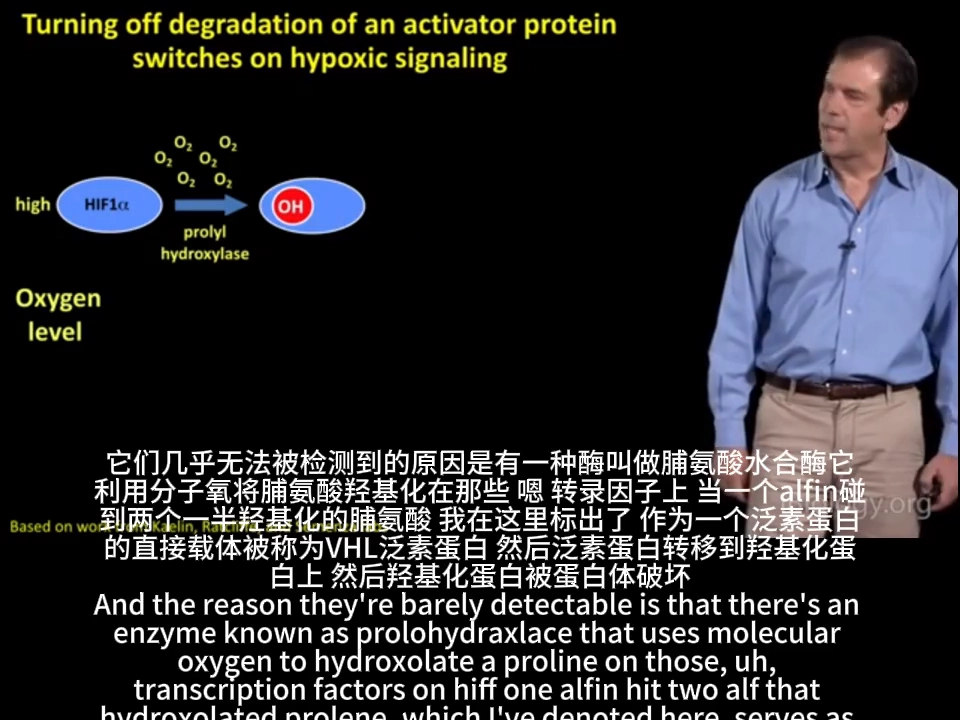 Turning off degradation of an activator protein
switches on hypoxic signaling
O2 O2
O2 O2
O2 O2
high HIF1α OH
prolyl
hydroxylase
Oxygen
level
它们几乎无法被检测到的原因是有一种酶叫做脯氨酸水合酶它
利用分子氧将脯氨酸羟基化在那些 嗯 转录因子上 当一个alfin碰
到两个一半羟基化的脯氨酸 我在这里标出了 作为一个泛素蛋白
的直接载体被称为VHL泛素蛋白 然后泛素蛋白转移到羟基化蛋
白上 然后羟基化蛋白被蛋白体破坏
Based on work
And the reason they're barely detectable is that there's an
enzyme known as prolohydraxlace that uses molecular
oxygen to hydroxolate a proline on those, uh,
transcription factors on hiff one alfin hit two alf that
hydroxolated prolene, which I've denoted here, serves as